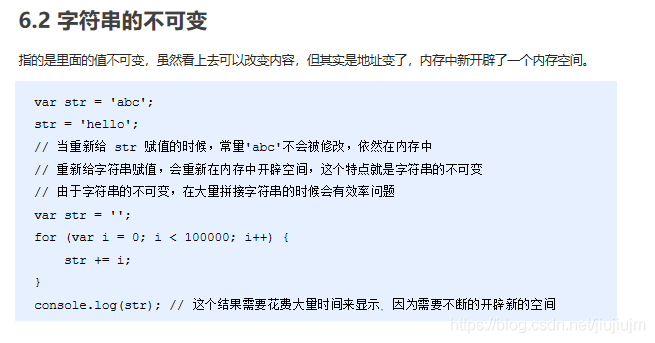 6.2 字符串的不可变
指的是里面的值不可变，虽然看上去可以改变内容，但其实是地址变了，内存中新开辟了一个内存空间。
var str = 'abc';
str = 'hello';
// 当重新给 str 赋值的时候，常量'abc'不会被修改，依然在内存中
// 重新给字符串赋值，会重新在内存中开辟空间，这个特点就是字符串的不可变
// 由于字符串的不可变，在大量拼接字符串的时候会有效率问题
var str = '';
for (var i = 0; i < 100000; i++) {
    str += i;
}
console.log(str); // 这个结果需要花费大量时间来显示，因为需要不断的开辟新的空间
https://blog.csdn.net/jiujiujm